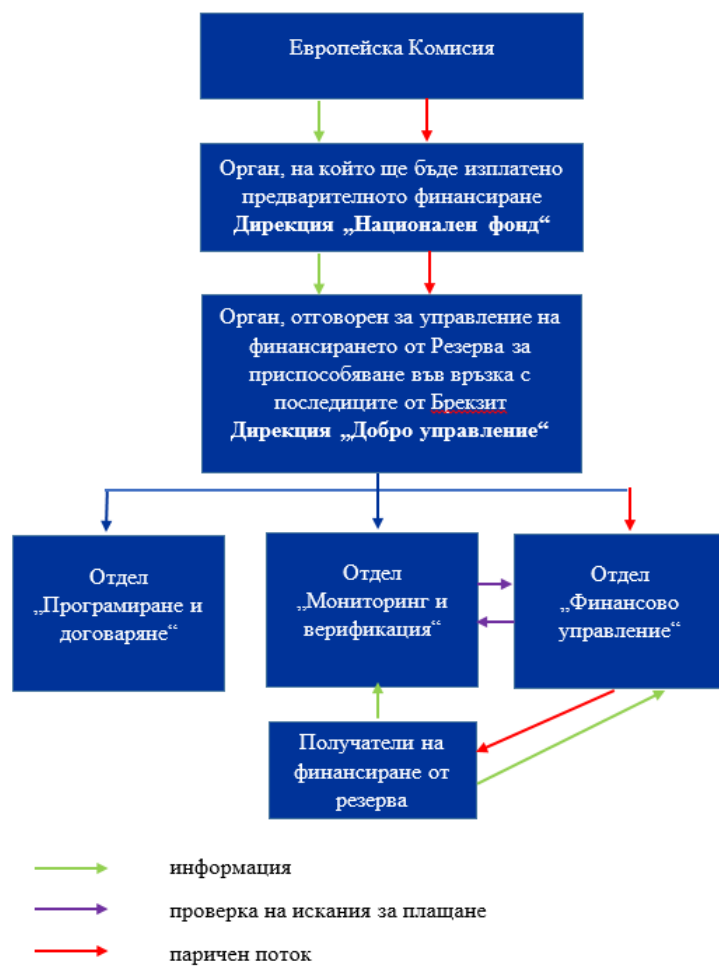 Европейска Комисия
Орган, на който ще бъде изплатено
предварителното финансиране
Дирекция „Национален фонд“
Орган, отговорен за управление на
финансирането от Резерва за
приспособяване във връзка с
последиците от Брекзит
Дирекция „Добро управление“
Отдел
„Програмиране и
договаряне“
Отдел
„Мониторинг и
верификация“
Отдел
„Финансово
управление“
Получатели на
финансиране от
резерва
информация
проверка на искания за плащане
паричен поток